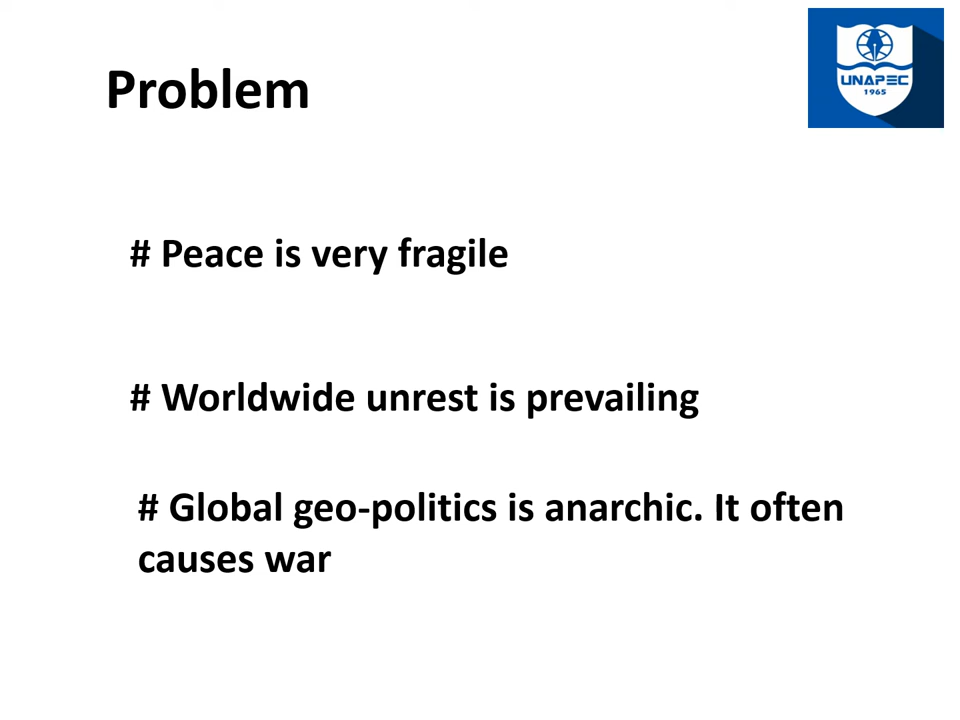 Problem
UNAPEC
1965
# Peace is very fragile
# Worldwide unrest is prevailing
# Global geo-politics is anarchic. It often
causes war